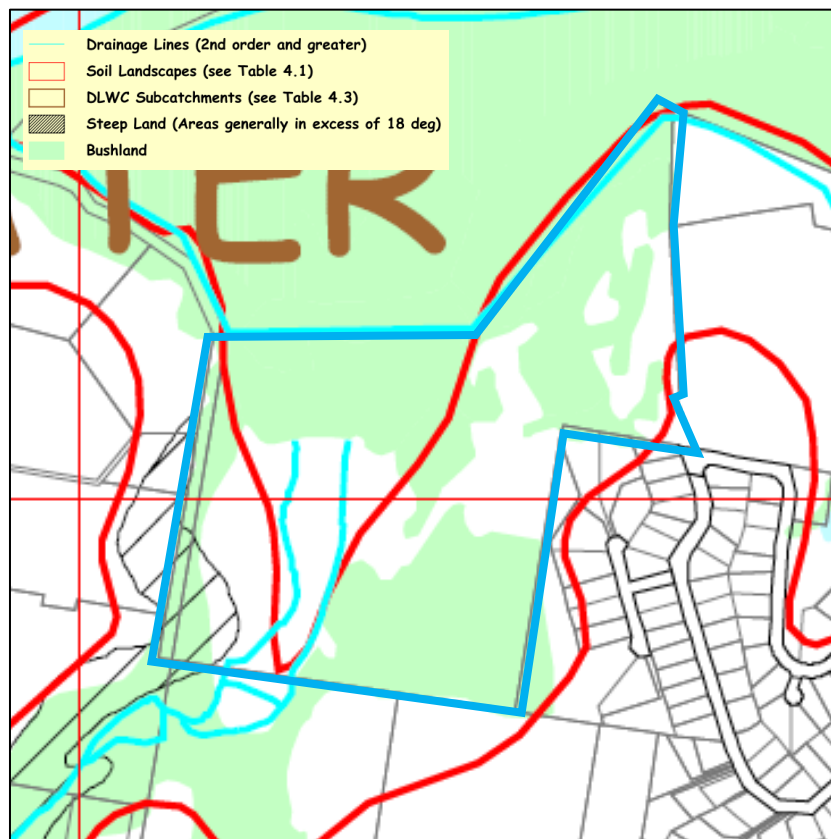 Drainage Lines (2nd order and greater)
Soil Landscapes (see Table 4.1)
DLWC Subcatchments (see Table 4.3)
Steep Land (Areas generally in excess of 18 deg)
Bushland
TER